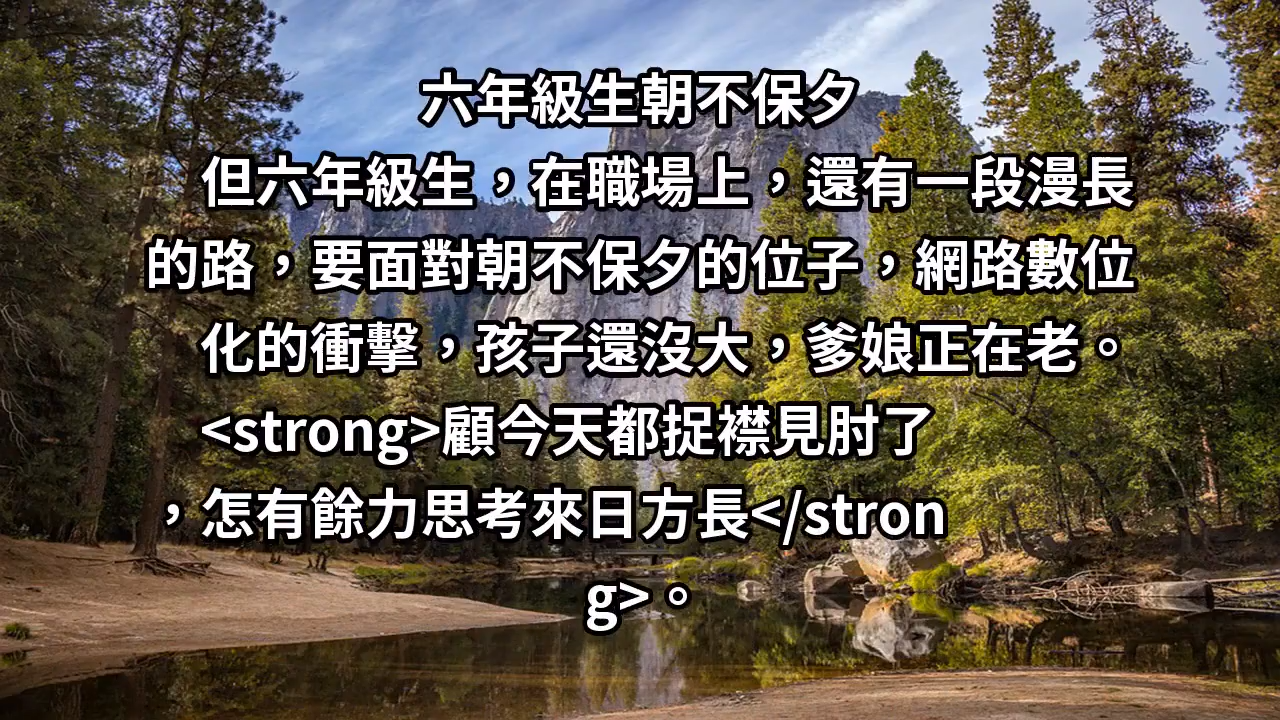 六年級生朝不保夕
但六年級生，在職場上，還有一段漫長
的路，要面對朝不保夕的位子，網路數位
化的衝擊，孩子還沒大，爹娘正在老。
<strong>顧今天都捉襟見肘了
，怎有餘力思考來日方長</stron
g>。